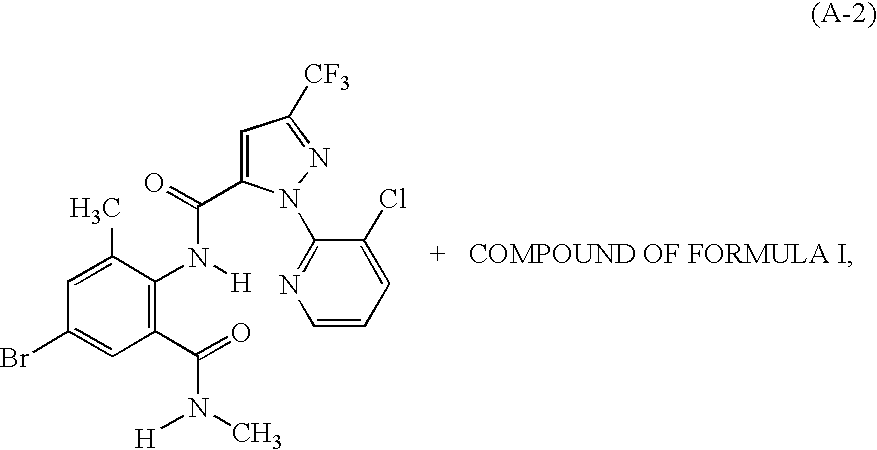 (A-2)
CF3
N
O
N
Cl
H3C
N
H
N
+ COMPOUND OF FORMULA I,
O
Br
N
H
CH3